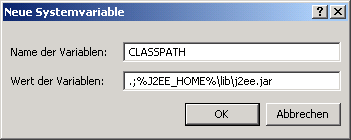 Neue Systemvariable
Name der Variablen: CLASSPATH
Wert der Variablen: .;%J2EE_HOME%\lib\j2ee.jar
OK Abbrechen